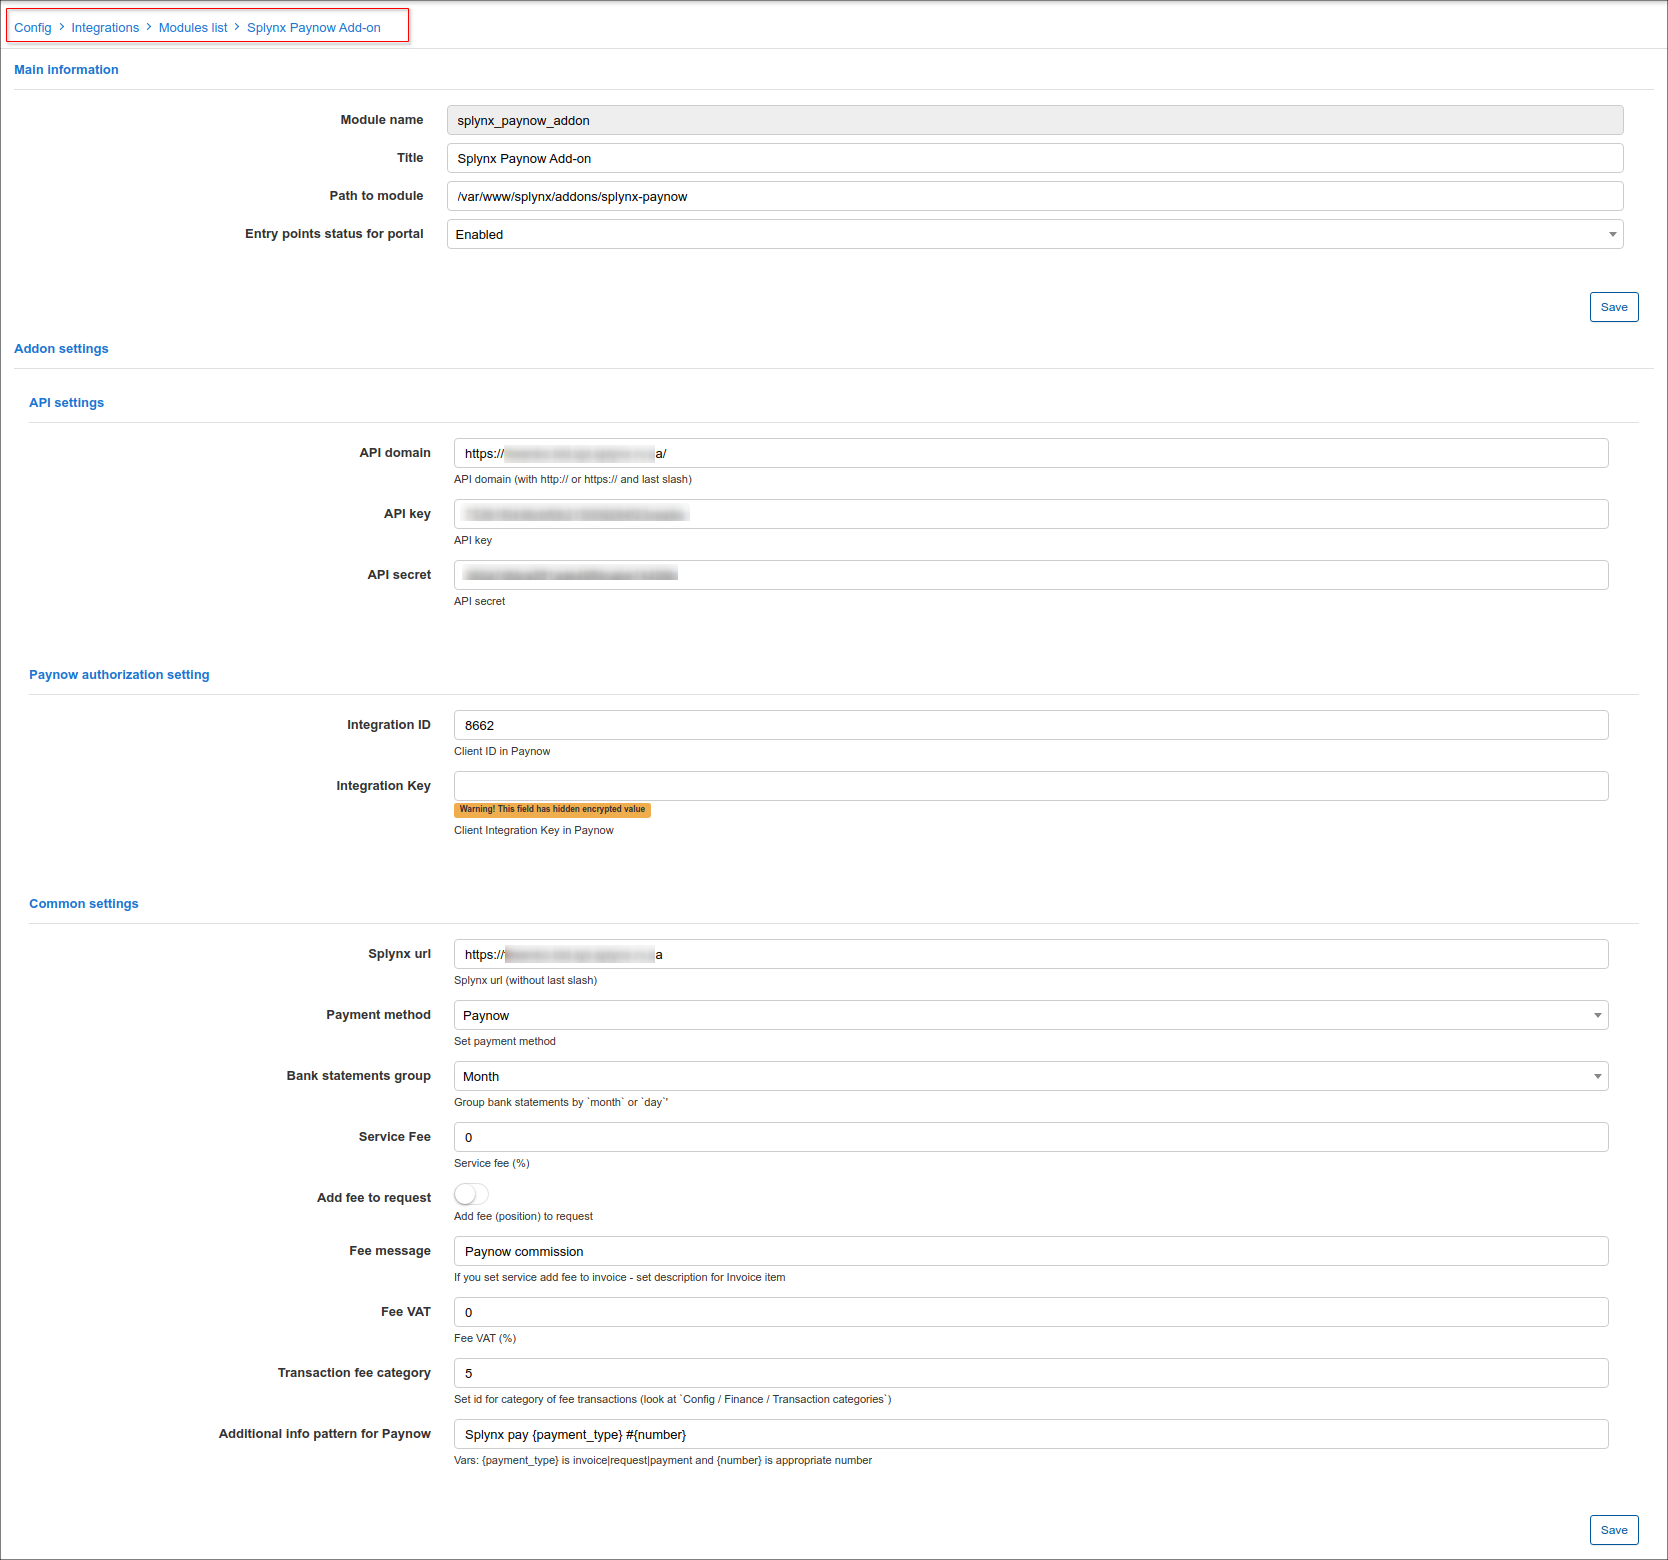 Config > Integrations > Modules list > Splynx Paynow Add-on
Main information
Module name splynx_paynow_addon
Title Splynx Paynow Add-on
Path to module /var/www/splynx/addons/splynx-paynow
Entry points status for portal Enabled
Save
Addon settings
API settings
API domain https:// a/
API domain (with http:// or https:// and last slash)
API key
API key
API secret
API secret
Paynow authorization setting
Integration ID 8662
Client ID in Paynow
Integration Key
Warning! This field has hidden encrypted value
Client Integration Key in Paynow
Common settings
Splynx url https:// a
Splynx url (without last slash)
Payment method Paynow
Set payment method
Bank statements group Month
Group bank statements by `month` or `day`'
Service Fee 0
Service fee (%)
Add fee to request
Add fee (position) to request
Fee message Paynow commission
If you set service add fee to invoice - set description for Invoice item
Fee VAT 0
Fee VAT (%)
Transaction fee category 5
Set id for category of fee transactions (look at `Config / Finance / Transaction categories`)
Additional info pattern for Paynow Splynx pay {payment_type} #{number}
Vars: {payment_type} is invoice|request|payment and {number} is appropriate number
Save